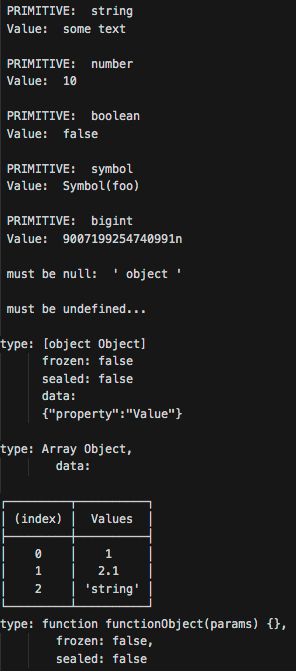 PRIMITIVE:  string
Value:  some text
PRIMITIVE:  number
Value:  10
PRIMITIVE:  boolean
Value:  false
PRIMITIVE:  symbol
Value:  Symbol(foo)
PRIMITIVE:  bigint
Value:  9007199254740991n
must be null:  ' object '
must be undefined...
type: [object Object]
frozen: false
sealed: false
data:
{"property":"Value"}
type: Array Object,
data:
(index) Values
0 1
1 2.1
2 'string'
type: function functionObject(params) {},
frozen: false,
sealed: false